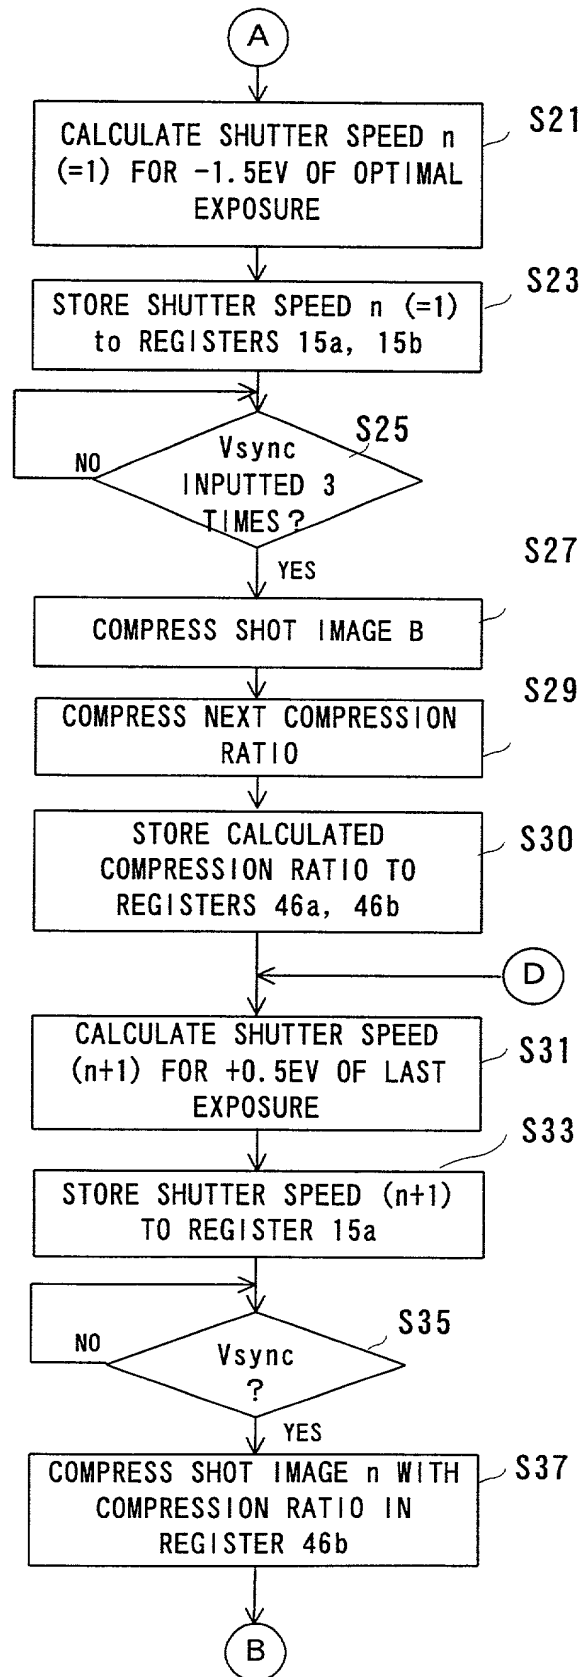 A
CALCULATE SHUTTER SPEED n
(=1) FOR -1.5EV OF OPTIMAL
EXPOSURE
S21
STORE SHUTTER SPEED n (=1)
to REGISTERS 15a, 15b
S23
Vsync
INPUTTED 3
TIMES?
S25
NO
YES
COMPRESS SHOT IMAGE B
S27
COMPRESS NEXT COMPRESSION
RATIO
S29
STORE CALCULATED
COMPRESSION RATIO TO
REGISTERS 46a, 46b
S30
D
CALCULATE SHUTTER SPEED
(n+1) FOR +0.5EV OF LAST
EXPOSURE
S31
STORE SHUTTER SPEED (n+1)
TO REGISTER 15a
S33
Vsync
?
S35
NO
YES
COMPRESS SHOT IMAGE n WITH
COMPRESSION RATIO IN
REGISTER 46b
S37
B